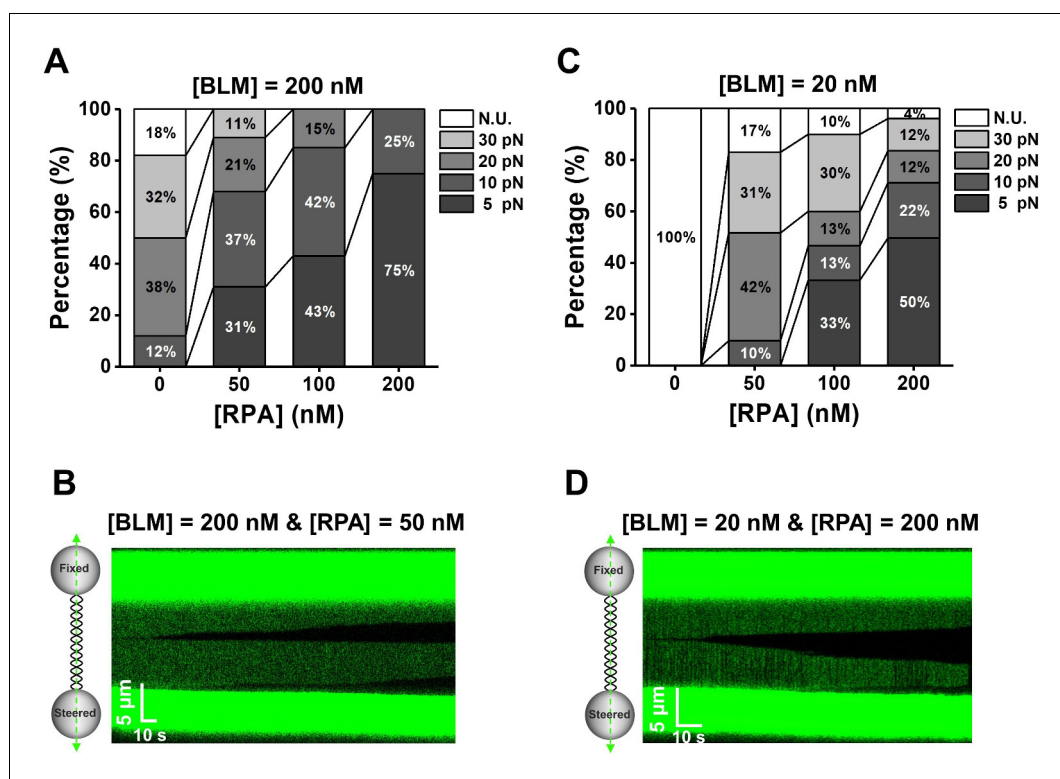 A
[BLM] = 200 nM
Percentage (%)
100
80
60
40
20
0
18%
32%
38%
12%
11%
21%
37%
31%
15%
42%
43%
25%
75%
0 50 100 200
[RPA] (nM)
N.U.
30 pN
20 pN
10 pN
5 pN
C
[BLM] = 20 nM
Percentage (%)
100
80
60
40
20
0
100%
17%
31%
42%
10%
10%
30%
13%
13%
33%
4%
12%
12%
22%
50%
0 50 100 200
[RPA] (nM)
N.U.
30 pN
20 pN
10 pN
5 pN
B
[BLM] = 200 nM & [RPA] = 50 nM
Fixed
Steered
5 μm
10 s
D
[BLM] = 20 nM & [RPA] = 200 nM
Fixed
Steered
5 μm
10 s